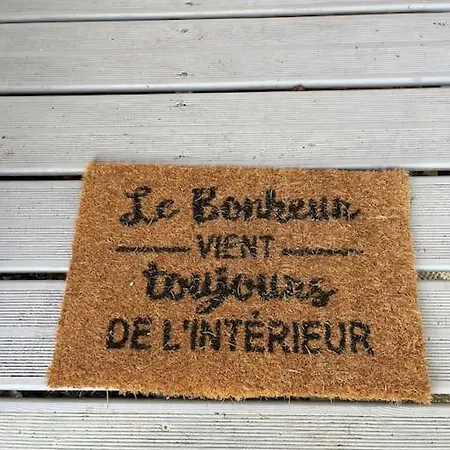 Le Bonheur
VIENT
toujours
DE L'INTÉRIEUR